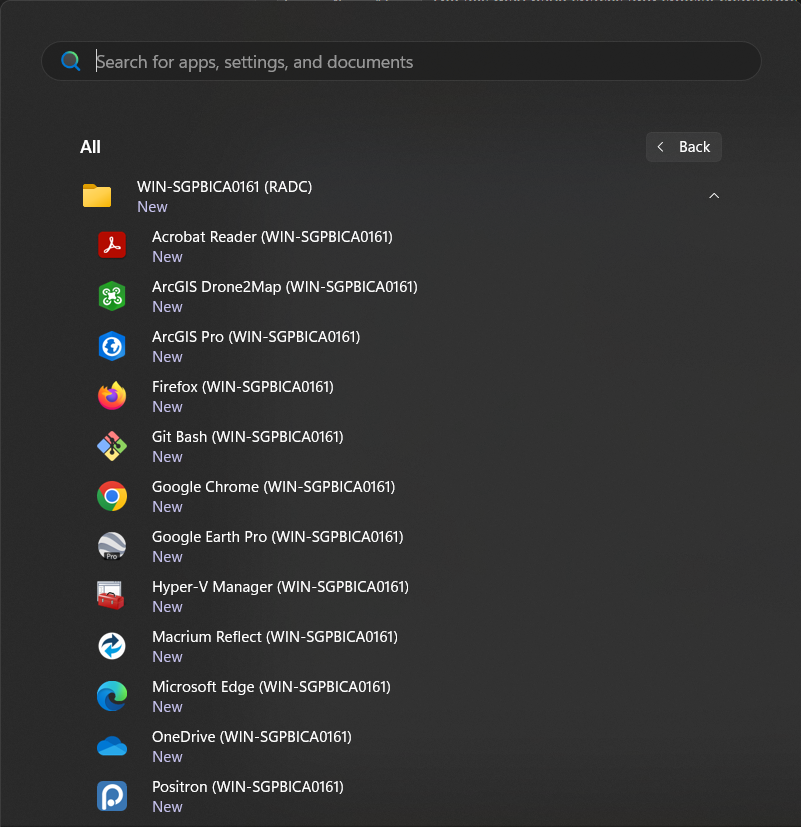 Search for apps, settings, and documents
All
Back
WIN-SGPBICA0161 (RADC)
New
Acrobat Reader (WIN-SGPBICA0161)
New
ArcGIS Drone2Map (WIN-SGPBICA0161)
New
ArcGIS Pro (WIN-SGPBICA0161)
New
Firefox (WIN-SGPBICA0161)
New
Git Bash (WIN-SGPBICA0161)
New
Google Chrome (WIN-SGPBICA0161)
New
Google Earth Pro (WIN-SGPBICA0161)
Pro
New
Hyper-V Manager (WIN-SGPBICA0161)
New
Macrium Reflect (WIN-SGPBICA0161)
New
Microsoft Edge (WIN-SGPBICA0161)
New
OneDrive (WIN-SGPBICA0161)
New
Positron (WIN-SGPBICA0161)
New